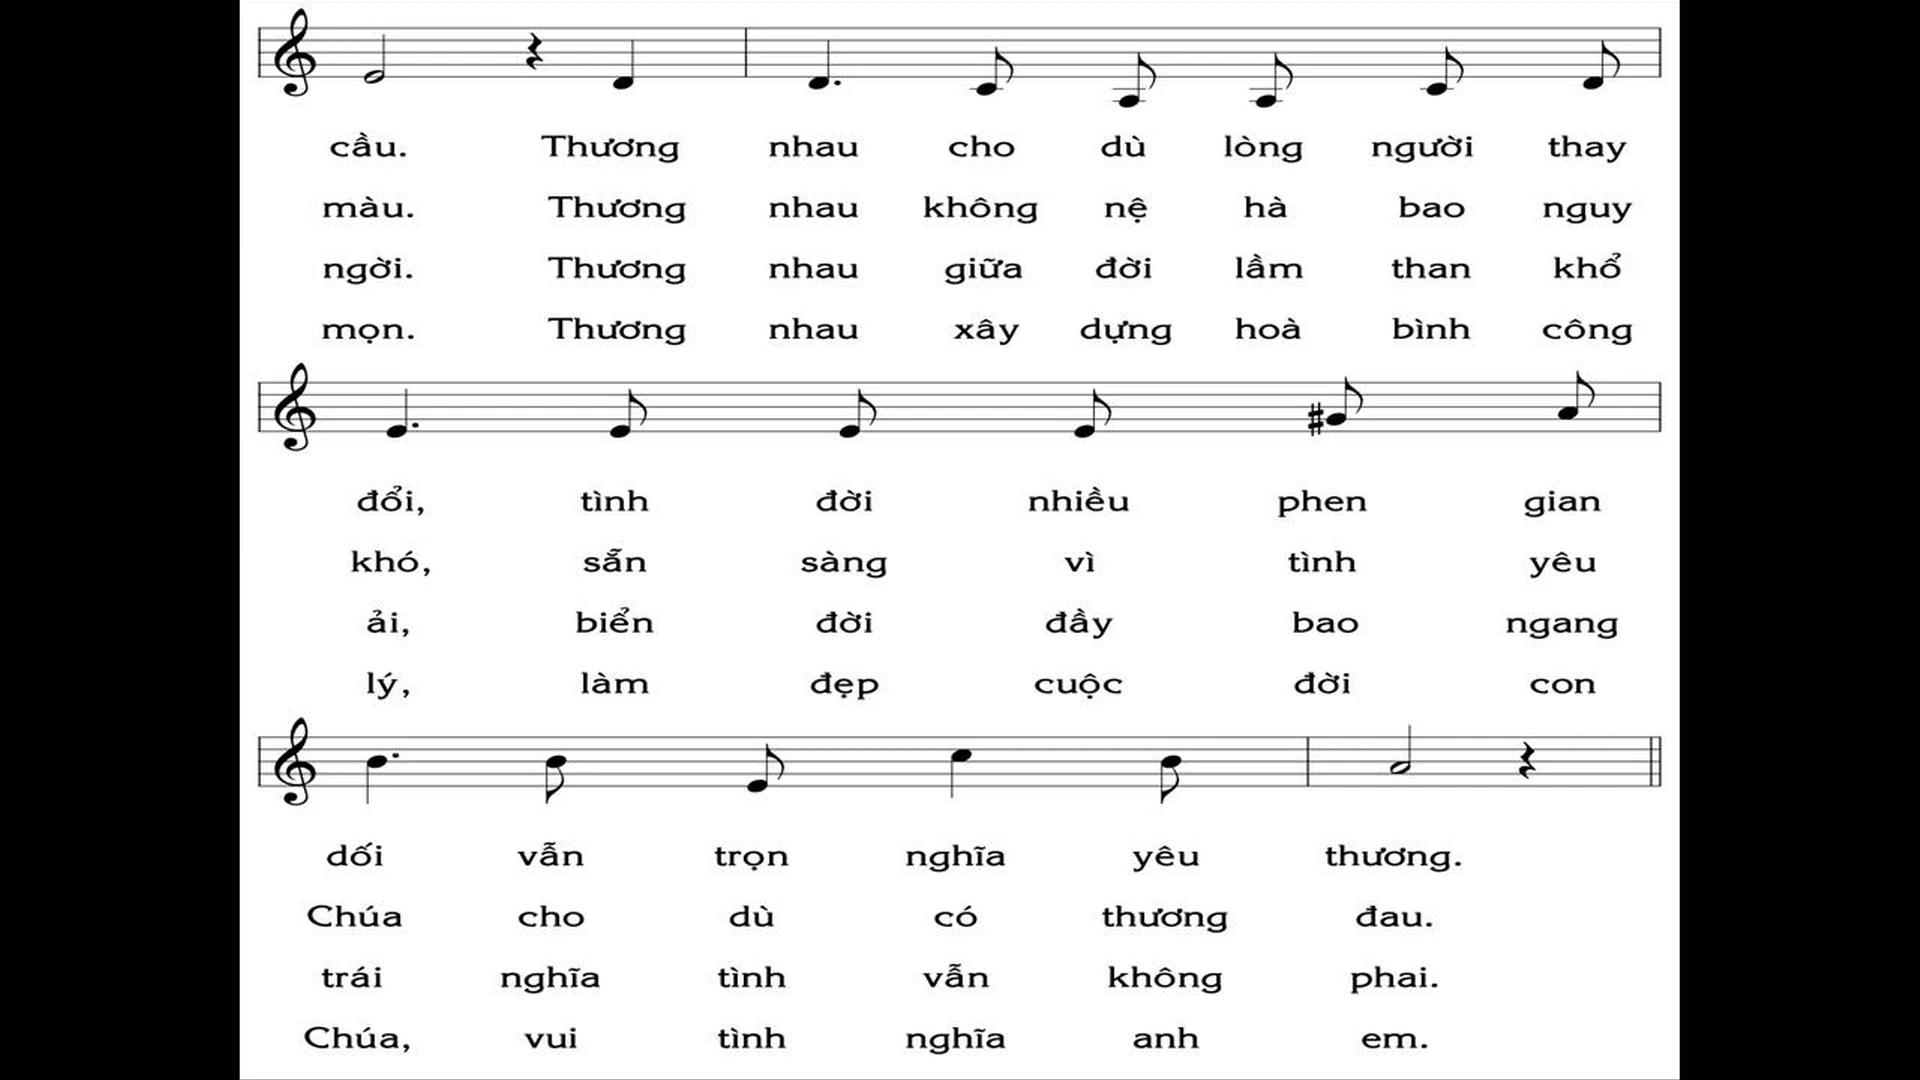 cầu. Thương nhau cho dù lòng người thay
màu. Thương nhau không nệ hà bao nguy
ngời. Thương nhau giữa đời lầm than khổ
mọn. Thương nhau xây dựng hoà bình công
đổi, tình đời nhiều phen gian
khó, sẵn sàng vì tình yêu
ải, biển đời đầy bao ngang
lý, làm đẹp cuộc đời con
dối vẫn trọn nghĩa yêu thương.
Chúa cho dù có thương đau.
trái nghĩa tình vẫn không phai.
Chúa, vui tình nghĩa anh em.